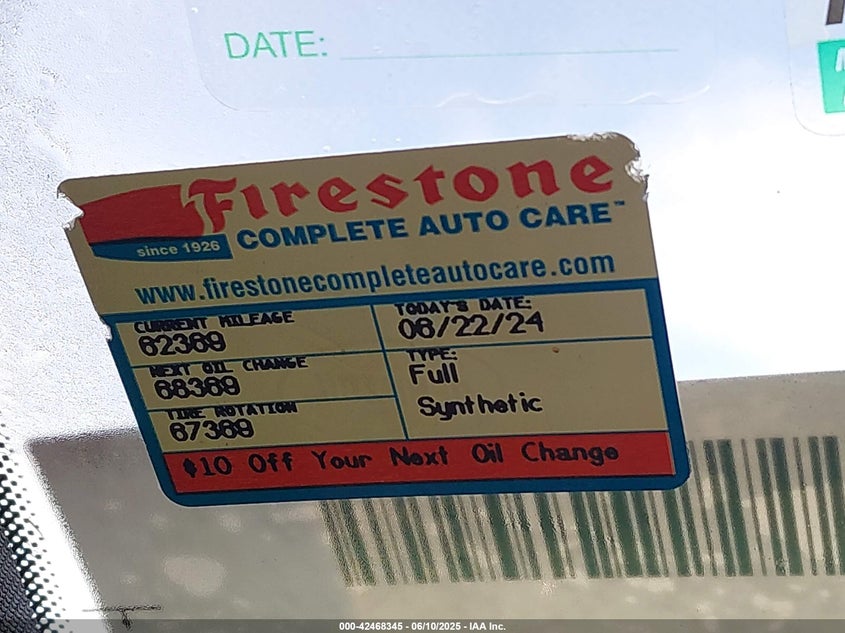 DATE:
Firestone
since 1926 COMPLETE AUTO CARE™
www.firestonecompleteautocare.com
CURRENT MILEAGE
62369
TODAY'S DATE:
06/22/24
NEXT OIL CHANGE
68369
TYPE:
Full
Synthetic
TIRE ROTATION
67369
$10 Off Your Next Oil Change
000-42468345 - 06/10/2025 - IAA Inc.